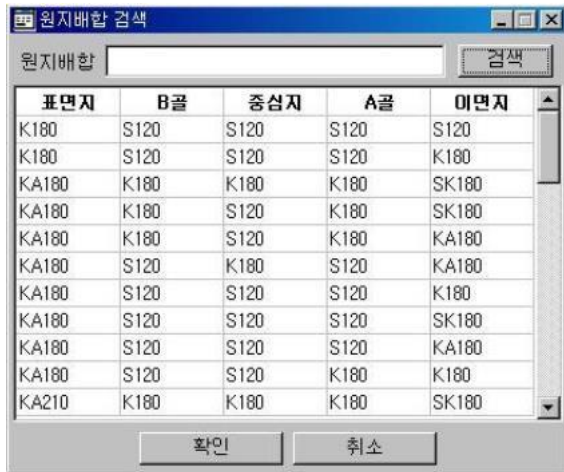 원지배합 검색
원지배합 검색
표면지 B골 중심지 A골 이면지
K180 S120 S120 S120 S120
K180 S120 S120 S120 K180
KA180 K180 K180 K180 SK180
KA180 K180 S120 K180 SK180
KA180 K180 S120 K180 KA180
KA180 S120 K180 S120 KA180
KA180 S120 S120 S120 K180
KA180 S120 S120 S120 SK180
KA180 S120 S120 S120 KA180
KA180 S120 S120 K180 K180
KA210 K180 K180 K180 SK180
확인 취소